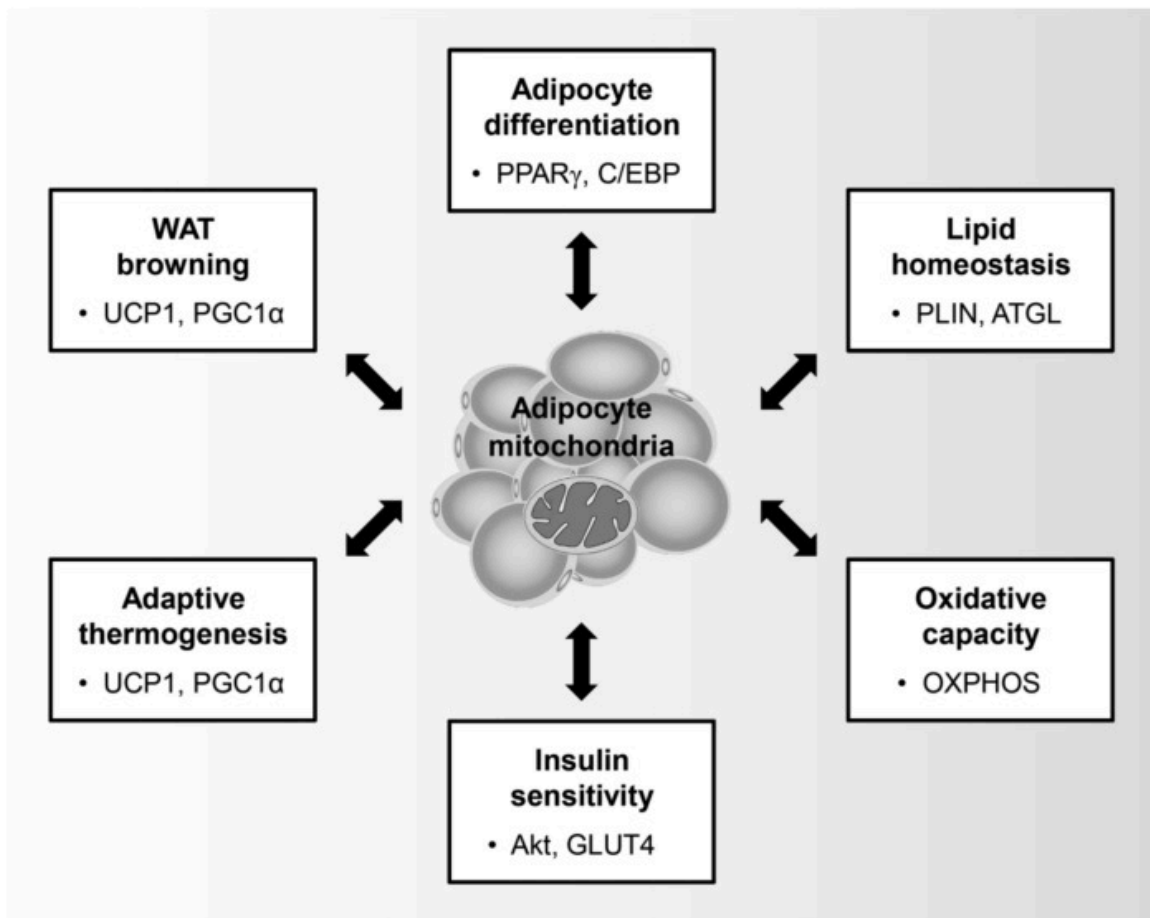 Adipocyte
differentiation
• PPARγ, C/EBP
WAT
browning
• UCP1, PGC1α
Lipid
homeostasis
• PLIN, ATGL
Adipocyte
mitochondria
Adaptive
thermogenesis
• UCP1, PGC1α
Oxidative
capacity
• OXPHOS
Insulin
sensitivity
• Akt, GLUT4